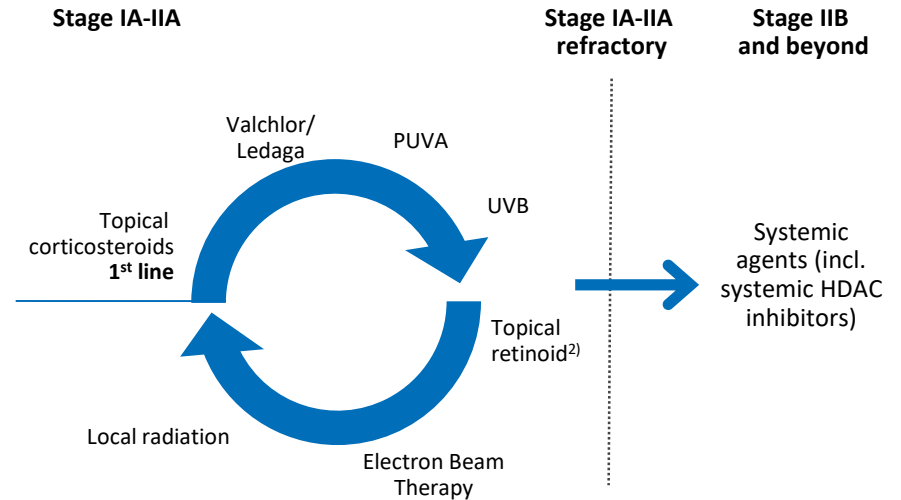 Stage IA-IIA
Stage IA-IIA
refractory
Stage IIB
and beyond
Valchlor/
Ledaga
PUVA
UVB
Topical
corticosteroids
1st line
Topical
retinoid2)
Electron Beam
Therapy
Local radiation
Systemic
agents (incl.
systemic HDAC
inhibitors)